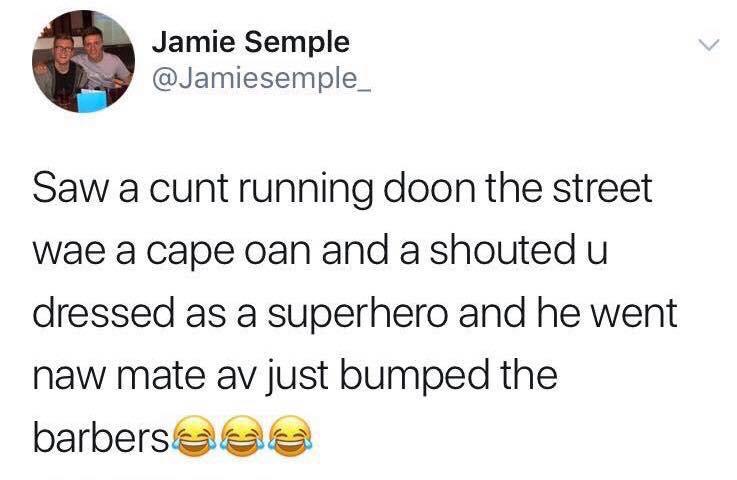 Jamie Semple
@Jamiesemple_
Saw a cunt running doon the street
wae a cape oan and a shouted u
dressed as a superhero and he went
naw mate av just bumped the
barbers😂😂😂